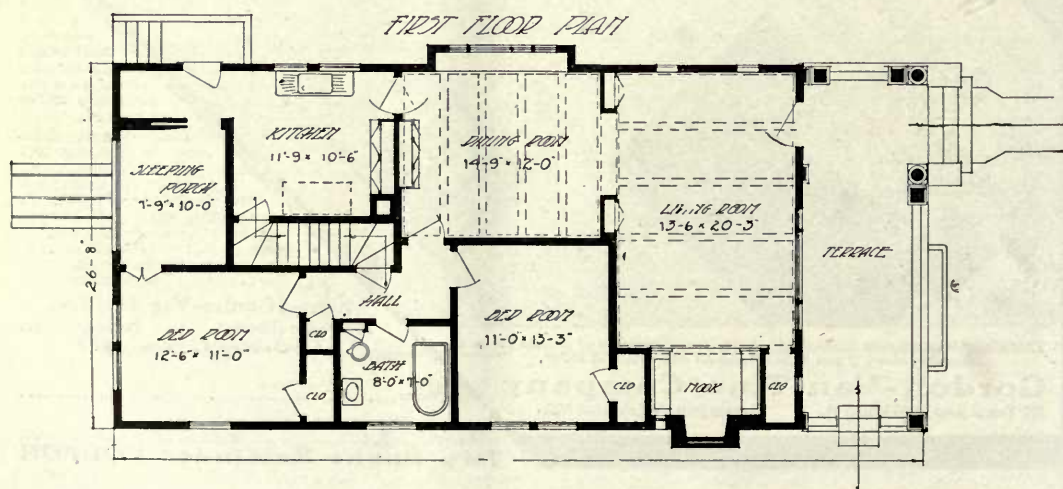 FIRST FLOOR PLAN
KITCHEN
11'-9" × 10'-6"
DINING ROOM
14'-9" × 12'-0"
SLEEPING
PORCH
7'-9" × 10'-0"
LIVING ROOM
13'-6 × 20'-3"
TERRACE
26'-8
HALL
BED ROOM
12'-6" × 11'-0"
CLO
BED ROOM
11'-0" × 13'-3"
BATH
8'-0" × 7'-0"
CLO
CLO
NOOK
CLO